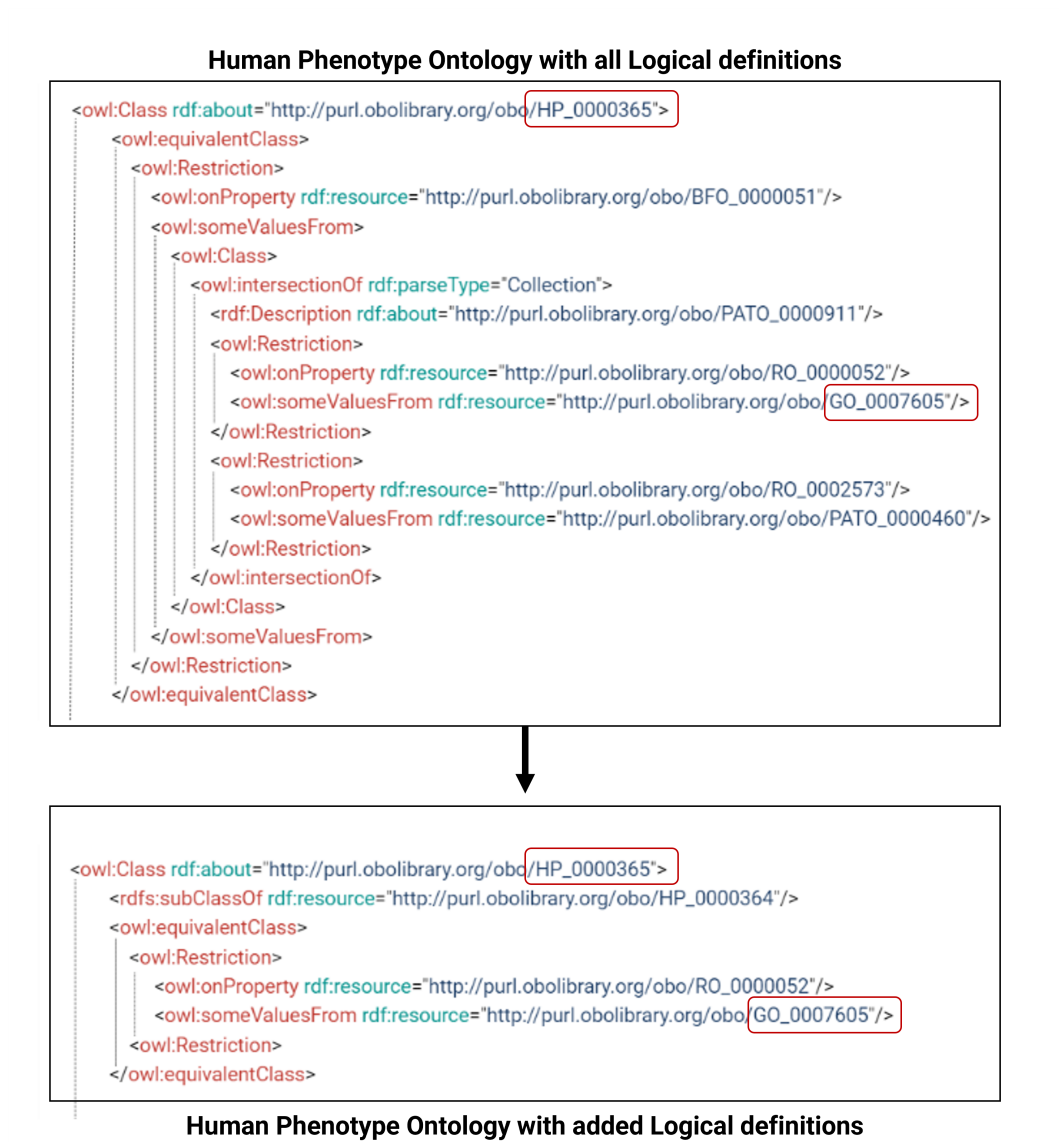 Human Phenotype Ontology with all Logical definitions
<owl:Class rdf:about="http://purl.obolibrary.org/obo/HP_0000365">
<owl:equivalentClass>
<owl:Restriction>
<owl:onProperty rdf:resource="http://purl.obolibrary.org/obo/BFO_0000051"/>
<owl:someValuesFrom>
<owl:Class>
<owl:intersectionOf rdf:parseType="Collection">
<rdf:Description rdf:about="http://purl.obolibrary.org/obo/PATO_0000911"/>
<owl:Restriction>
<owl:onProperty rdf:resource="http://purl.obolibrary.org/obo/RO_0000052"/>
<owl:someValuesFrom rdf:resource="http://purl.obolibrary.org/obo/GO_0007605"/>
</owl:Restriction>
<owl:Restriction>
<owl:onProperty rdf:resource="http://purl.obolibrary.org/obo/RO_0002573"/>
<owl:someValuesFrom rdf:resource="http://purl.obolibrary.org/obo/PATO_0000460"/>
</owl:Restriction>
</owl:intersectionOf>
</owl:Class>
</owl:someValuesFrom>
</owl:Restriction>
</owl:equivalentClass>
<owl:Class rdf:about="http://purl.obolibrary.org/obo/HP_0000365">
<rdfs:subClassOf rdf:resource="http://purl.obolibrary.org/obo/HP_0000364"/>
<owl:equivalentClass>
<owl:Restriction>
<owl:onProperty rdf:resource="http://purl.obolibrary.org/obo/RO_0000052"/>
<owl:someValuesFrom rdf:resource="http://purl.obolibrary.org/obo/GO_0007605"/>
<owl:Restriction>
</owl:equivalentClass>
Human Phenotype Ontology with added Logical definitions